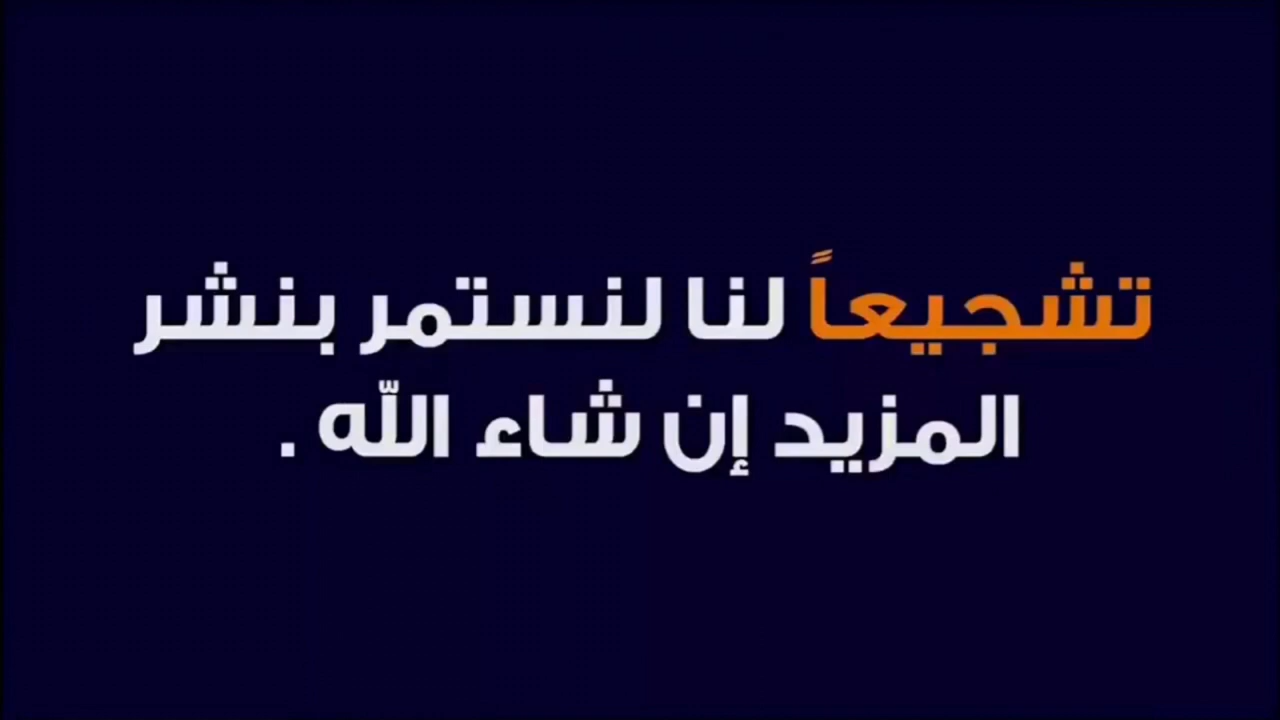 تشجيعاً لنا لنستمر بنشر
المزيد إن شاء اللّه .